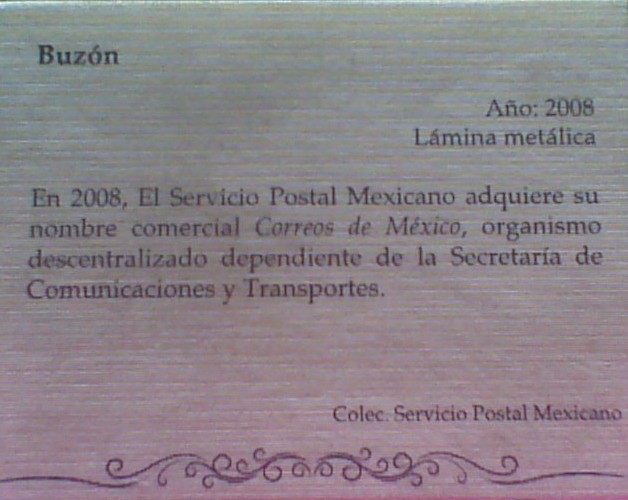 Buzón
Año: 2008
Lámina metálica
En 2008, El Servicio Postal Mexicano adquiere su
nombre comercial Correos de México, organismo
descentralizado dependiente de la Secretaría de
Comunicaciones y Transportes.
Colec. Servicio Postal Mexicano